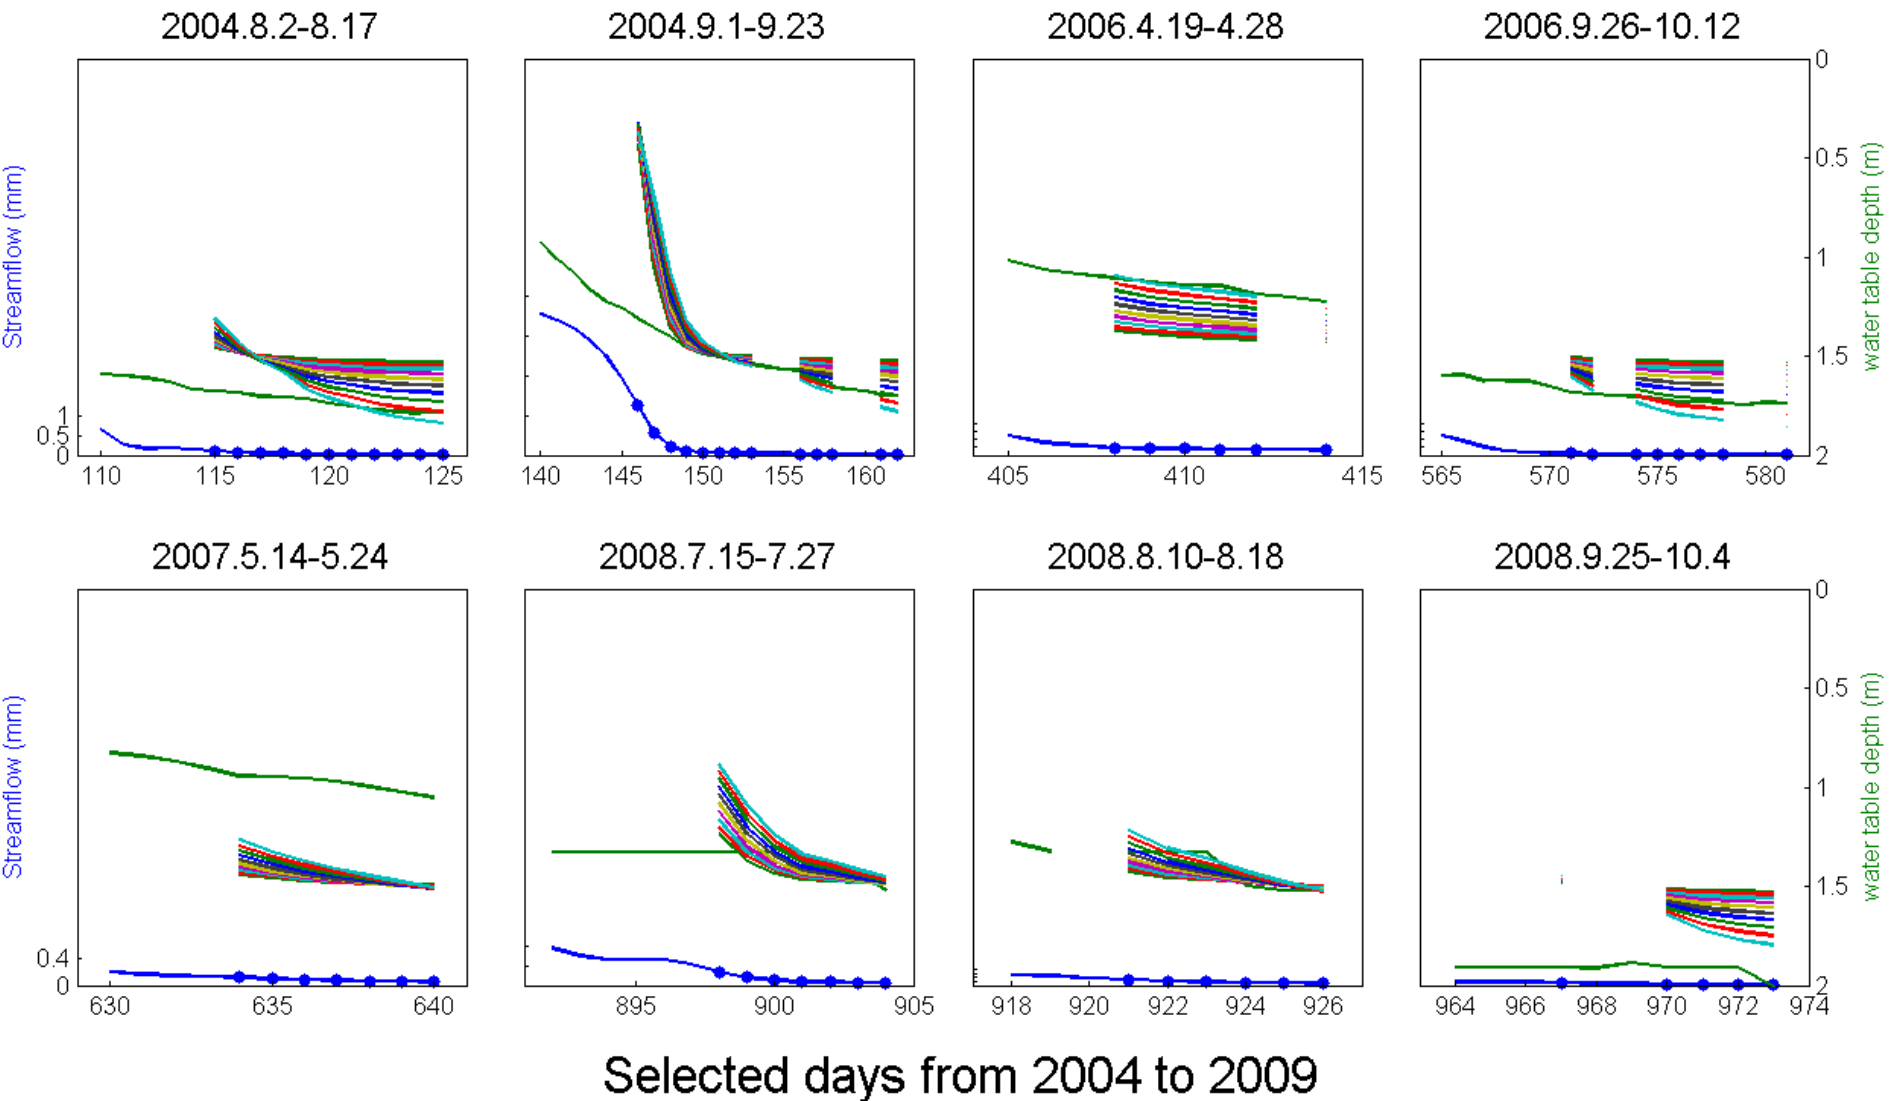 2004.8.2-8.17 2004.9.1-9.23 2006.4.19-4.28 2006.9.26-10.12
Streamflow (mm)
1
0.5
0
110 115 120 125
140 145 150 155 160
405 410 415
565 570 575 580
0
0.5
1
1.5
2
water table depth (m)
2007.5.14-5.24 2008.7.15-7.27 2008.8.10-8.18 2008.9.25-10.4
Streamflow (mm)
0.4
0
630 635 640
895 900 905
918 920 922 924 926
964 966 968 970 972 974
0
0.5
1
1.5
2
water table depth (m)
Selected days from 2004 to 2009